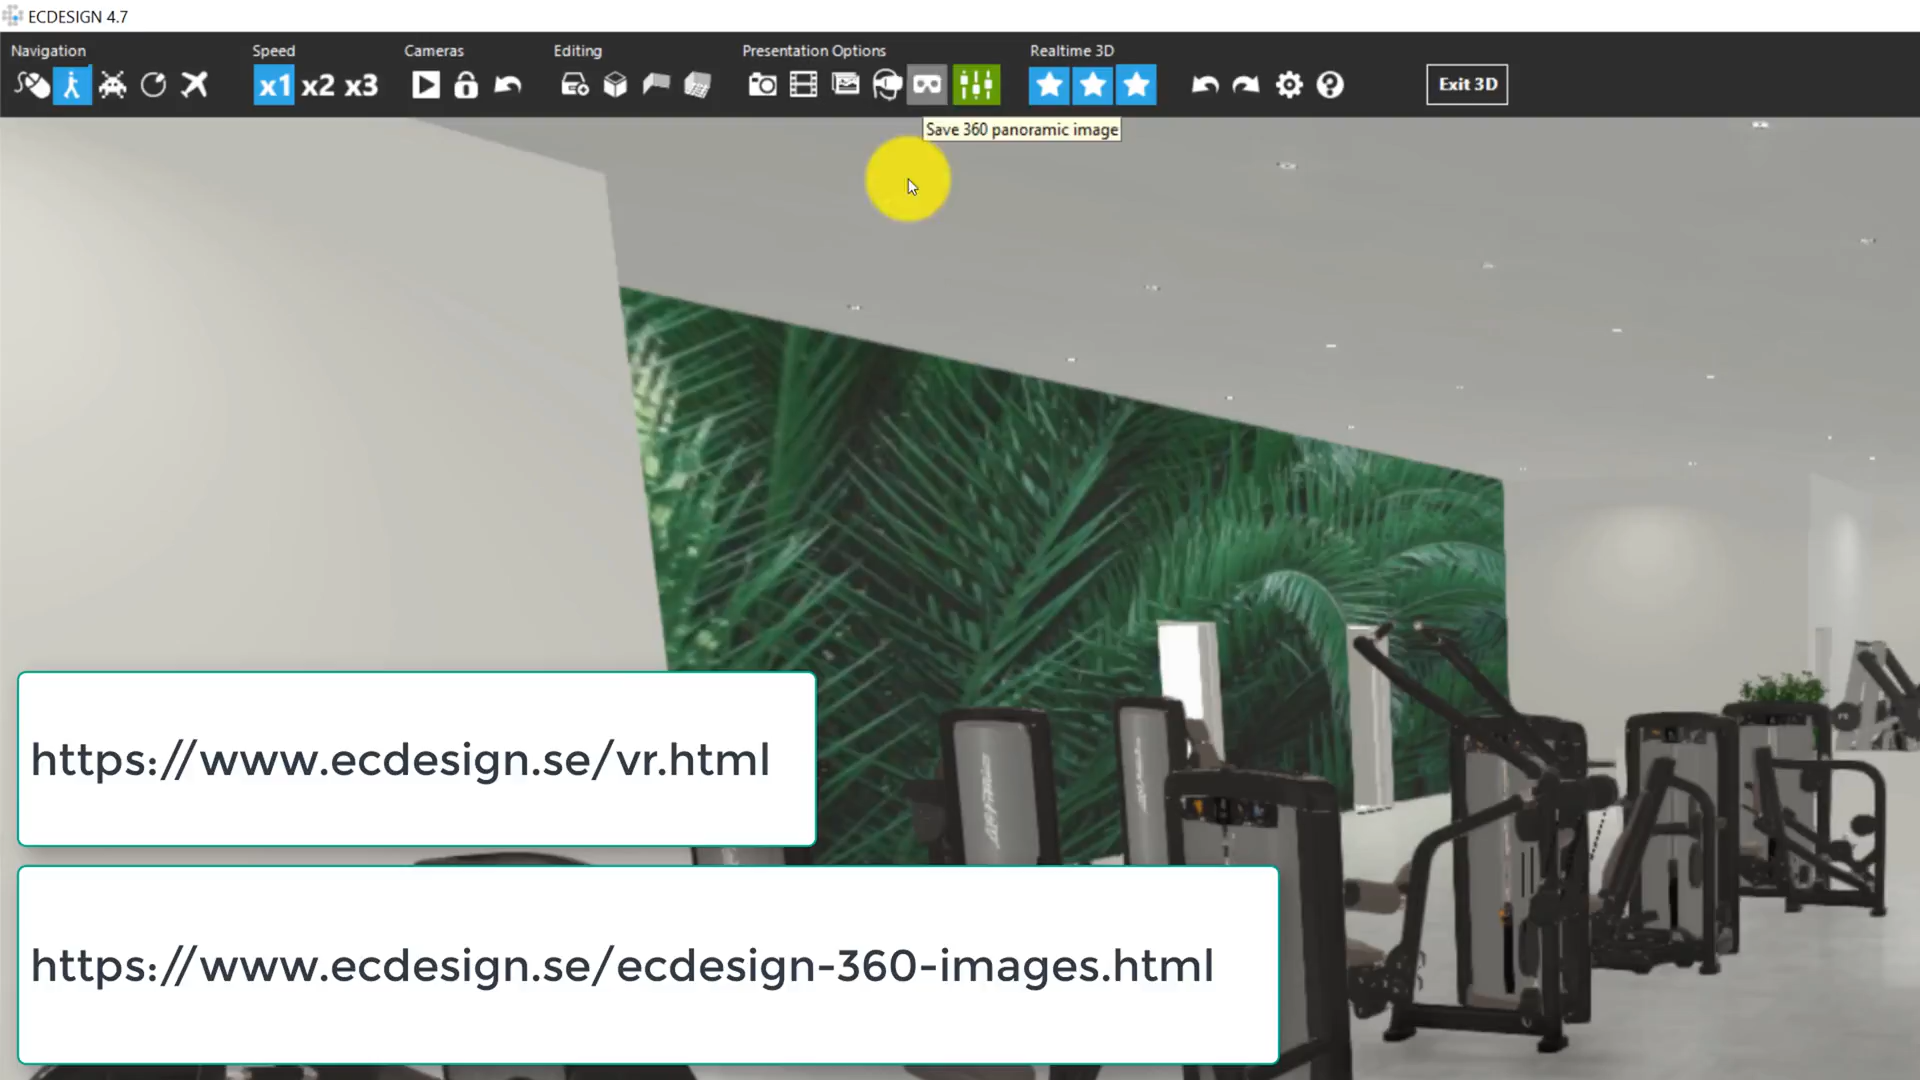 ECDESIGN 4.7
Navigation Speed Cameras Editing Presentation Options Realtime 3D
x1 x2 x3 Exit 3D
Save 360 panoramic image
https://www.ecdesign.se/vr.html
https://www.ecdesign.se/ecdesign-360-images.html